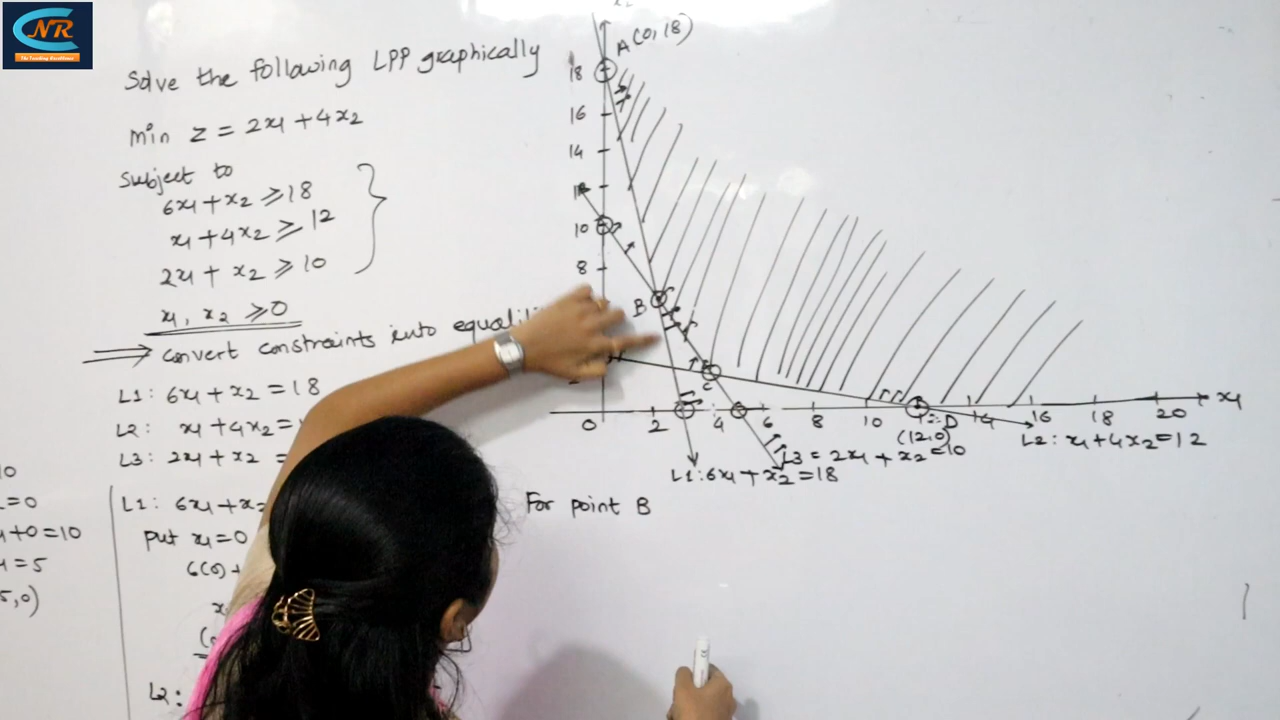 NR
Solve the following LPP graphically
min z = 2x₁ + 4x₂
Subject to
6x₁ + x₂ ≥ 18
x₁ + 4x₂ ≥ 12
2x₁ + x₂ ≥ 10
x₁, x₂ ≥ 0
⇒ convert constraints into
L1: 6x₁ + x₂ = 18
L2: x₁ + 4x₂ =
L3: 2x₁ + x₂ =
L1: 6x₁ + x₂
put x₁ = 0
6(0) +
L2:
10
= 0
+ 0 = 10
= 5
5, 0)
x₂
A (0, 18)
18
16
14
12
10
8
B
C
0 2 4 6 8 10 12 D 14 16 18 20 x₁
(12, 0)
L2: x₁ + 4x₂ = 12
L3 = 2x₁ + x₂ = 10
L1: 6x₁ + x₂ = 18
For point B